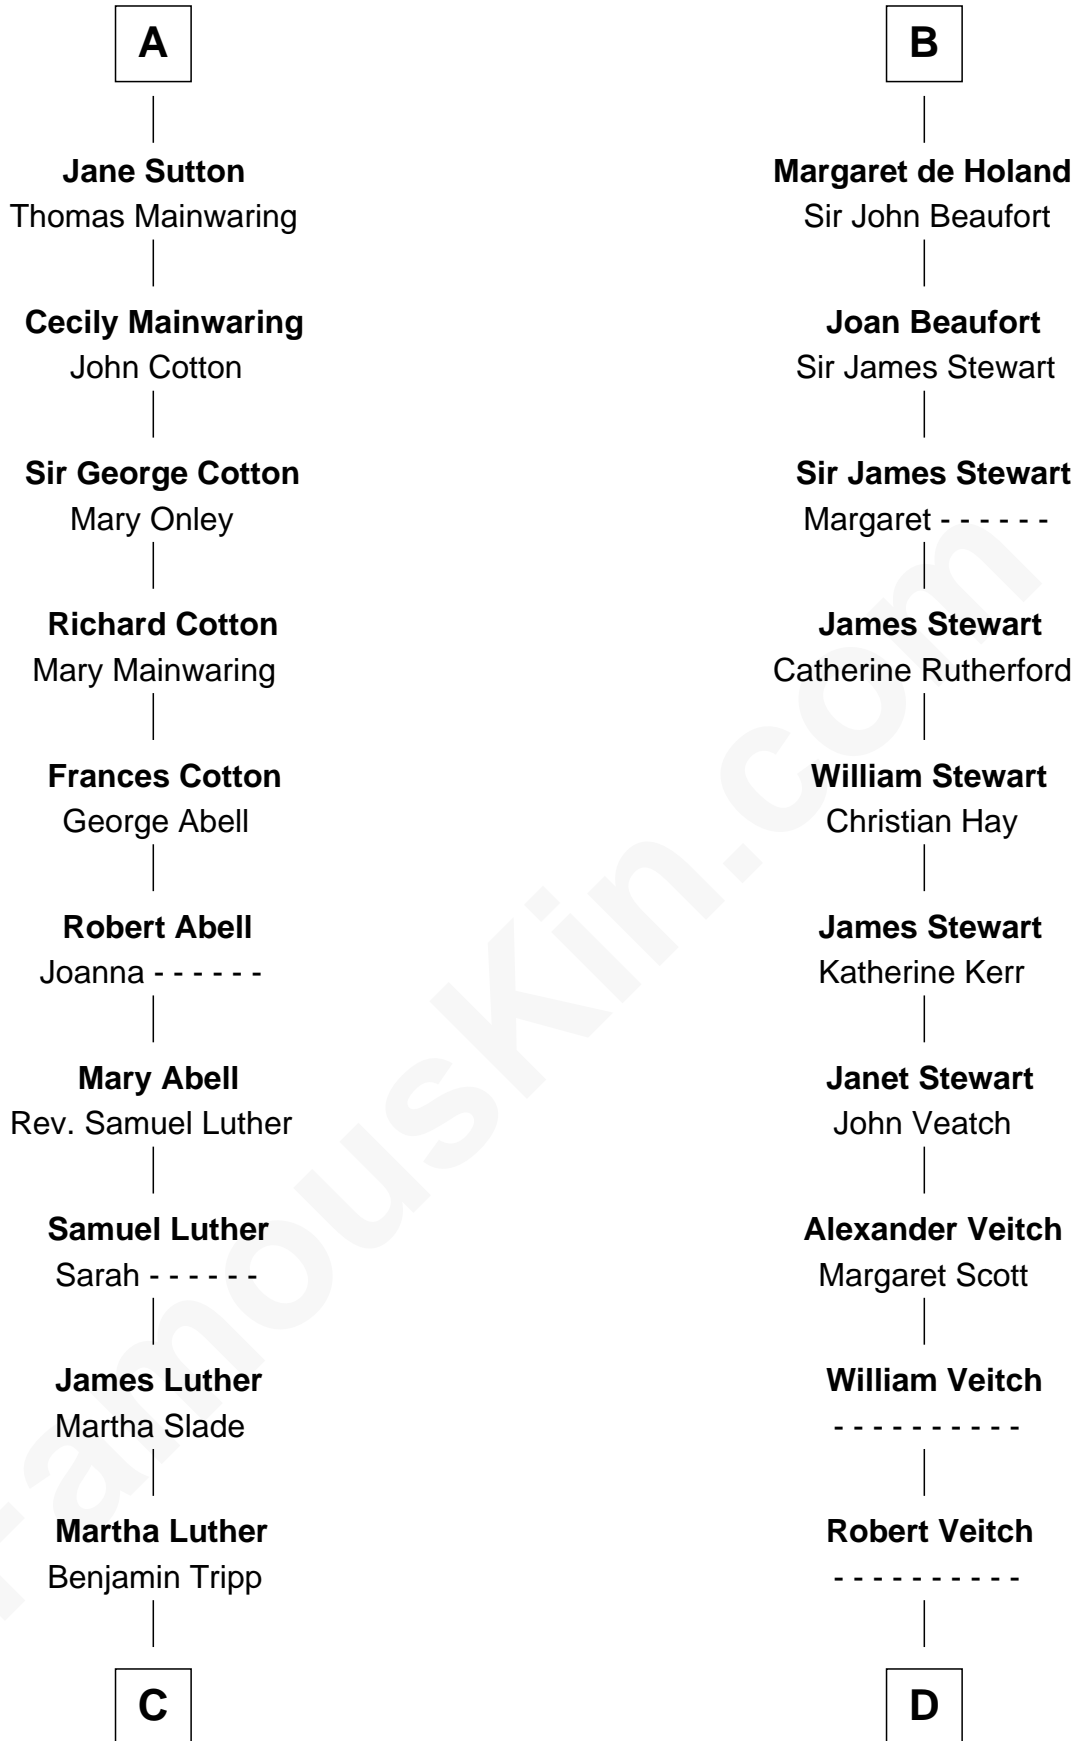 A
Jane Sutton
Thomas Mainwaring
Cecily Mainwaring
John Cotton
Sir George Cotton
Mary Onley
Richard Cotton
Mary Mainwaring
Frances Cotton
George Abell
Robert Abell
Joanna - - - - - -
Mary Abell
Rev. Samuel Luther
Samuel Luther
Sarah - - - - - -
James Luther
Martha Slade
Martha Luther
Benjamin Tripp
C
B
Margaret de Holand
Sir John Beaufort
Joan Beaufort
Sir James Stewart
Sir James Stewart
Margaret - - - - - -
James Stewart
Catherine Rutherford
William Stewart
Christian Hay
James Stewart
Katherine Kerr
Janet Stewart
John Veatch
Alexander Veitch
Margaret Scott
William Veitch
- - - - - - - - - -
Robert Veitch
- - - - - - - - - -
D
FamousKin.com